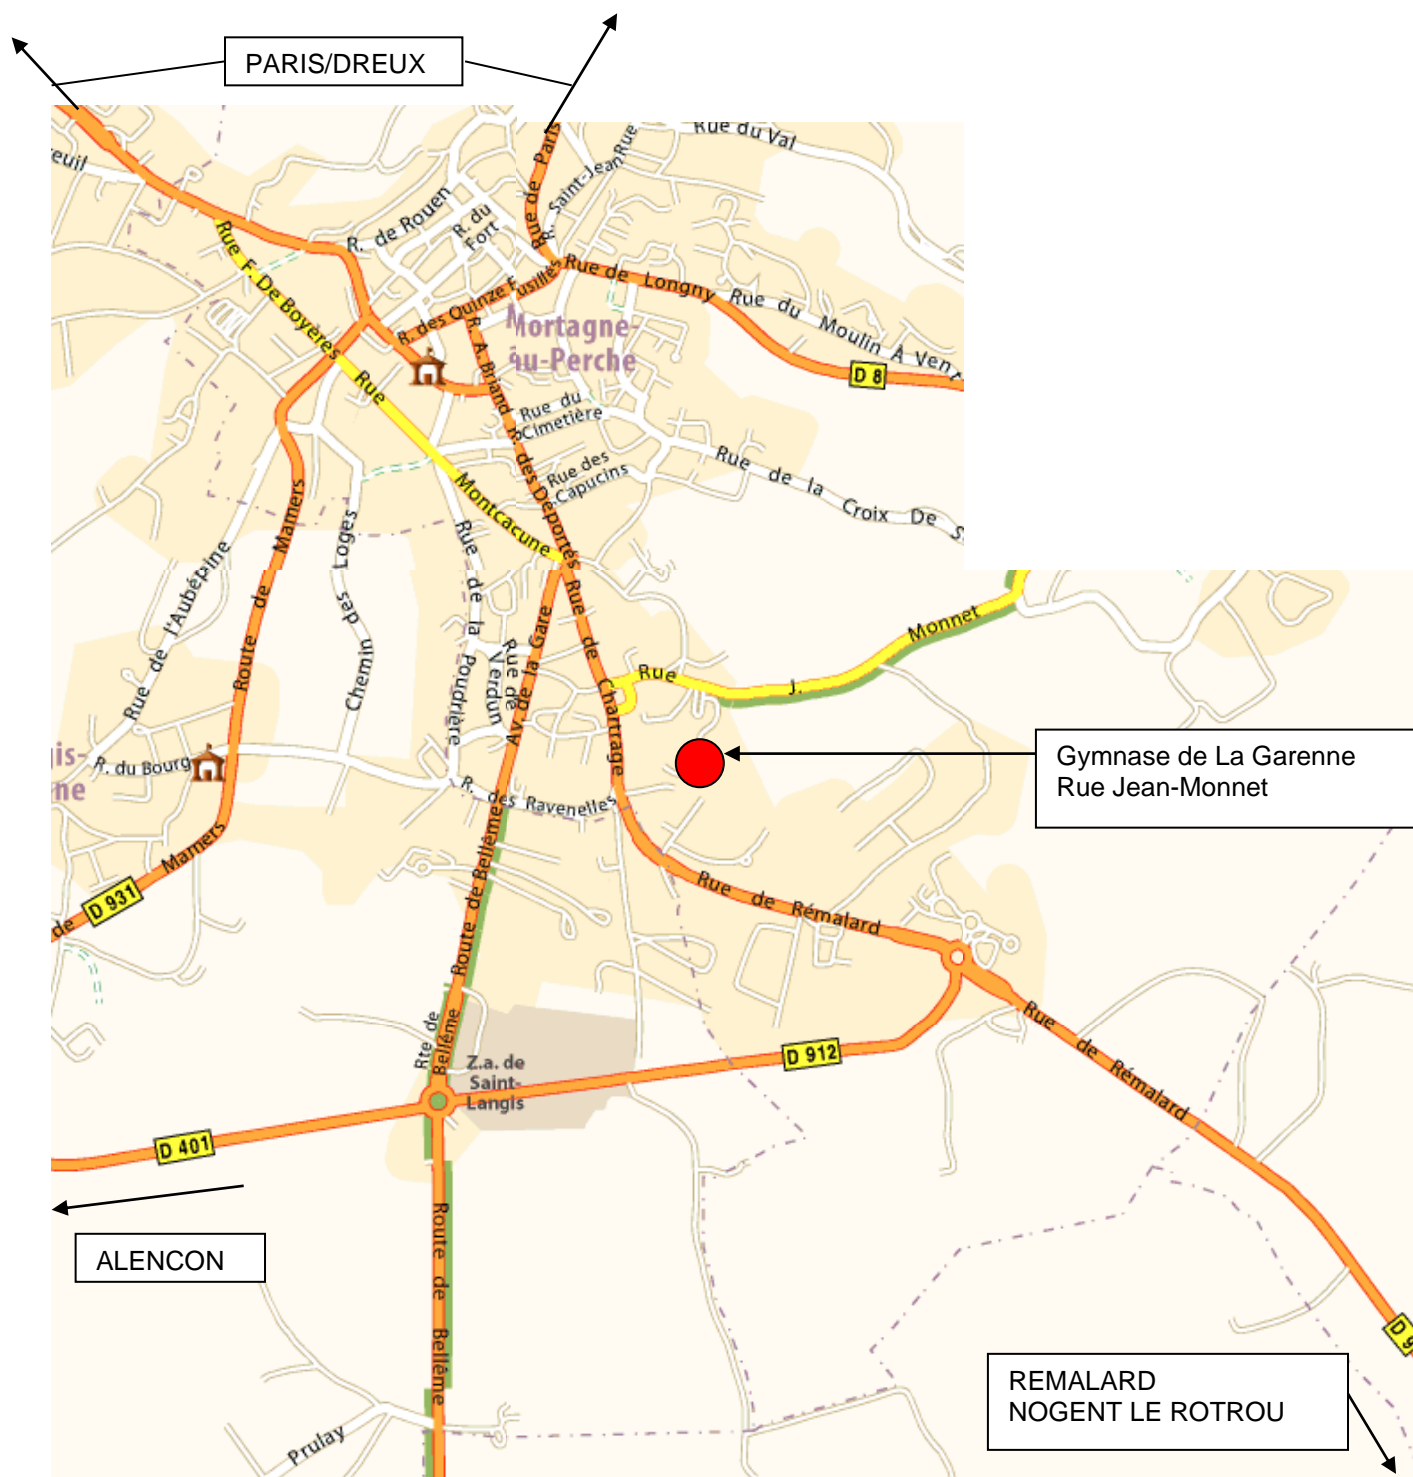 PARIS/DREUX
Rue du Val
euil
Rue de Paris
R. Saint-Jean
Rue
R. de Rouen
R. du
Fort
Rue F. De Boyères
Rue de Longny
Rue du Moulin À Vent
R. des Quinze Fusillés
Mortagne-
au-Perche
D 8
R. A. Briand
Rue
Rue du
Cimetière
R. des Déportés
Rue des
Capucins
Rue de la Croix De S
Montcacune
Route de Mamers
Chemin des Loges
Rue de l'Aubépine
Rue de la Poudrière
Rue de
Verdun
Av. de la Gare
Rue de Chartrage
Rue J. Monnet
Gymnase de La Garenne
Rue Jean-Monnet
gis-
ne
R. du Bourg
R. des Ravenelles
Mamers
de
D 931
Route de Bellême
Rue de Rémalard
Rte de
Bellême
Z.a. de
Saint-
Langis
D 912
Rue de Rémalard
D 401
ALENCON
Route de Bellême
D 9
REMALARD
NOGENT LE ROTROU
Prulay